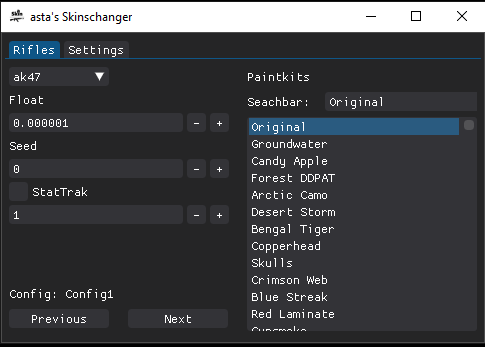 Skin
asta's Skinschanger
Rifles Settings
ak47
Float
0.000001 - +
Seed
0 - +
StatTrak
1 - +
Config: Config1
Previous Next
Paintkits
Seachbar: Original
Original
Groundwater
Candy Apple
Forest DDPAT
Arctic Camo
Desert Storm
Bengal Tiger
Copperhead
Skulls
Crimson Web
Blue Streak
Red Laminate
Gunsmoke